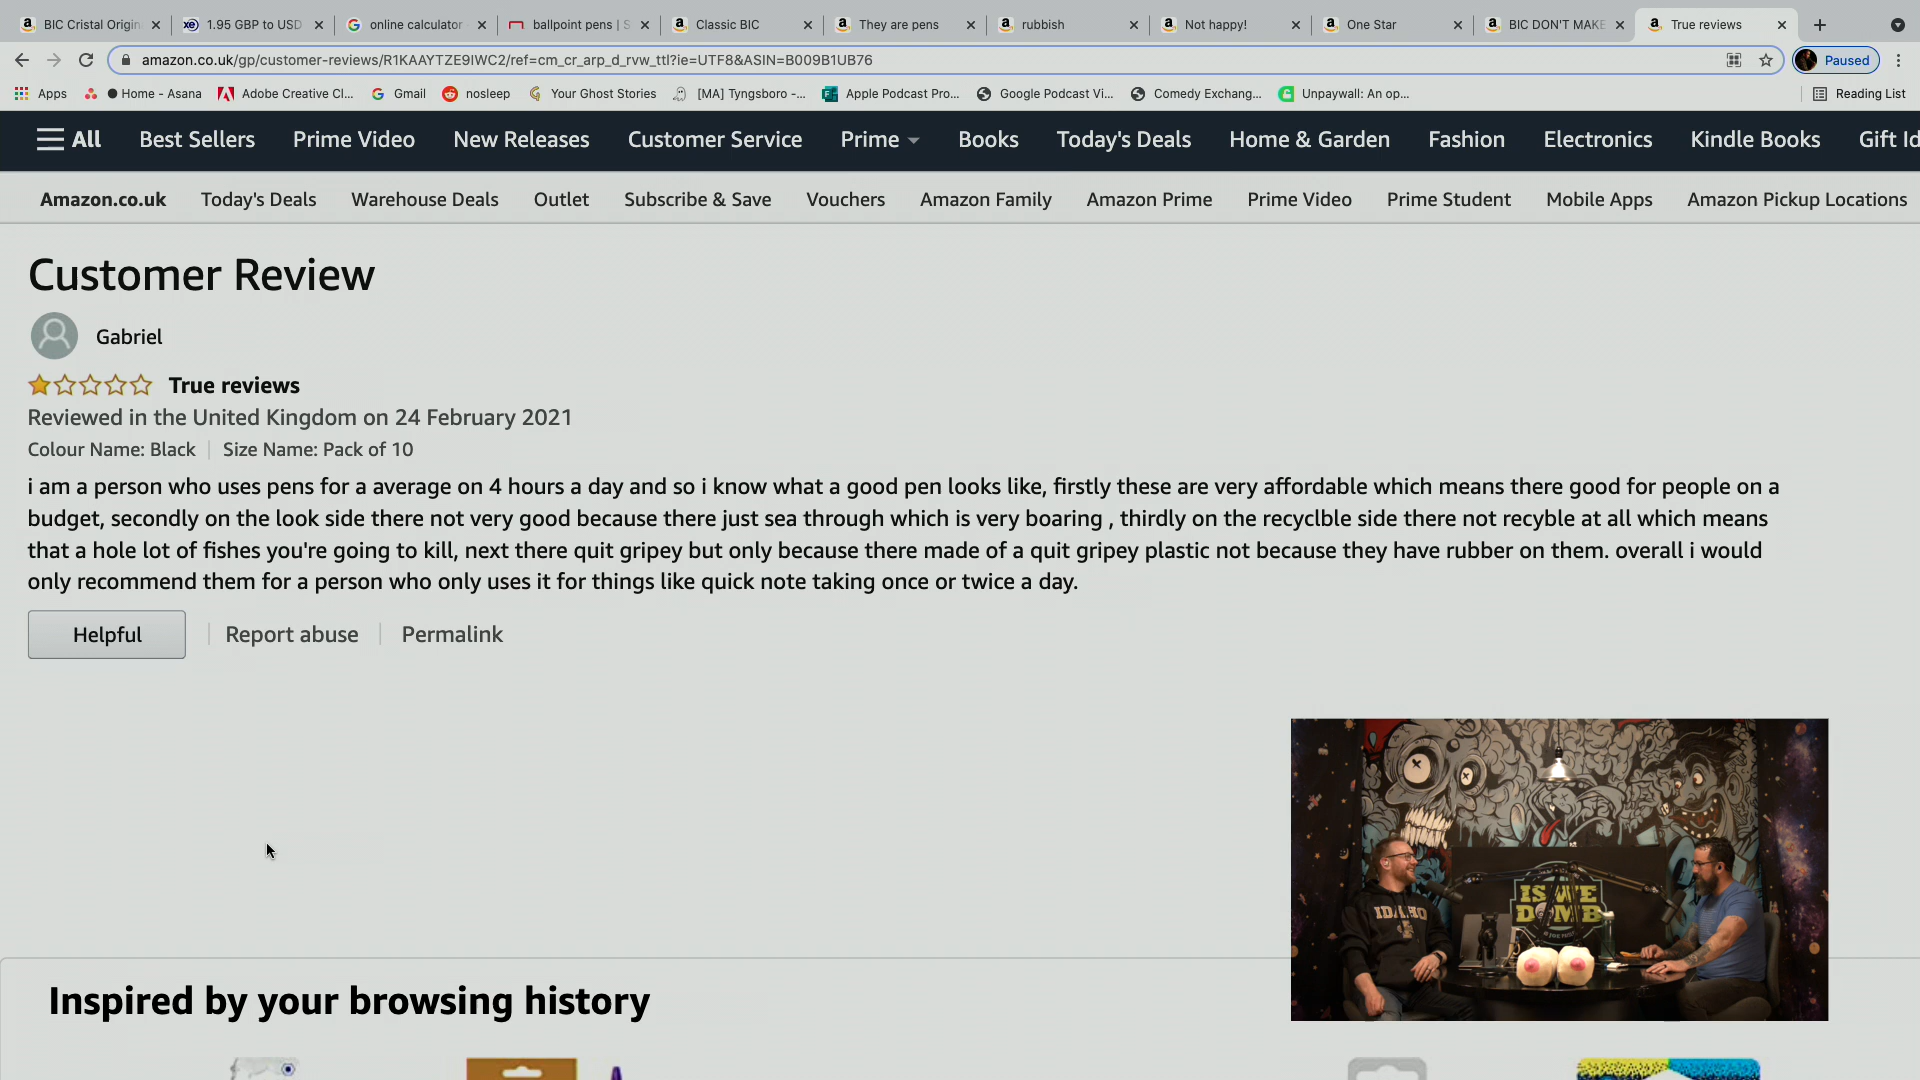 BIC Cristal Origin
1.95 GBP to USD
online calculator
ballpoint pens | S
Classic BIC
They are pens
rubbish
Not happy!
One Star
BIC DON'T MAKE
True reviews
amazon.co.uk/gp/customer-reviews/R1KAAYTZE9IWC2/ref=cm_cr_arp_d_rvw_ttl?ie=UTF8&ASIN=B009B1UB76
Paused
Apps
Home - Asana
Adobe Creative Cl...
Gmail
nosleep
Your Ghost Stories
[MA] Tyngsboro -...
Apple Podcast Pro...
Google Podcast Vi...
Comedy Exchang...
Unpaywall: An op...
Reading List
All Best Sellers Prime Video New Releases Customer Service Prime Books Today's Deals Home & Garden Fashion Electronics Kindle Books Gift Id
Amazon.co.uk Today's Deals Warehouse Deals Outlet Subscribe & Save Vouchers Amazon Family Amazon Prime Prime Video Prime Student Mobile Apps Amazon Pickup Locations
Customer Review
Gabriel
True reviews
Reviewed in the United Kingdom on 24 February 2021
Colour Name: Black | Size Name: Pack of 10
i am a person who uses pens for a average on 4 hours a day and so i know what a good pen looks like, firstly these are very affordable which means there good for people on a
budget, secondly on the look side there not very good because there just sea through which is very boaring , thirdly on the recyclble side there not recyble at all which means
that a hole lot of fishes you're going to kill, next there quit gripey but only because there made of a quit gripey plastic not because they have rubber on them. overall i would
only recommend them for a person who only uses it for things like quick note taking once or twice a day.
Helpful | Report abuse | Permalink
IS WE
DUMB
IDAHO
Inspired by your browsing history